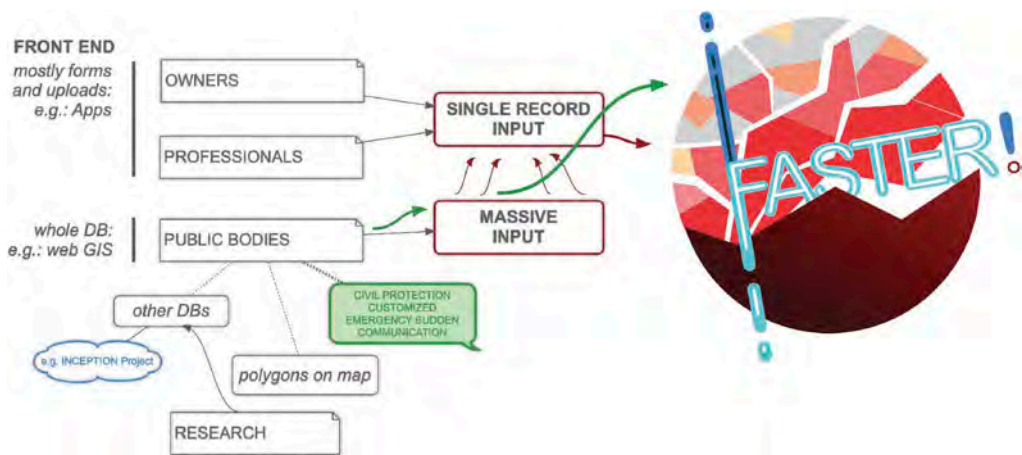 FRONT END
mostly forms
and uploads:
e.g.: Apps
OWNERS
PROFESSIONALS
SINGLE RECORD
INPUT
whole DB:
e.g.: web GIS
PUBLIC BODIES
MASSIVE
INPUT
other DBs
e.g. INCEPTION Project
CIVIL PROTECTION
CUSTOMIZED
EMERGENCY SUDDEN
COMMUNICATION
polygons on map
RESEARCH
FASTER!